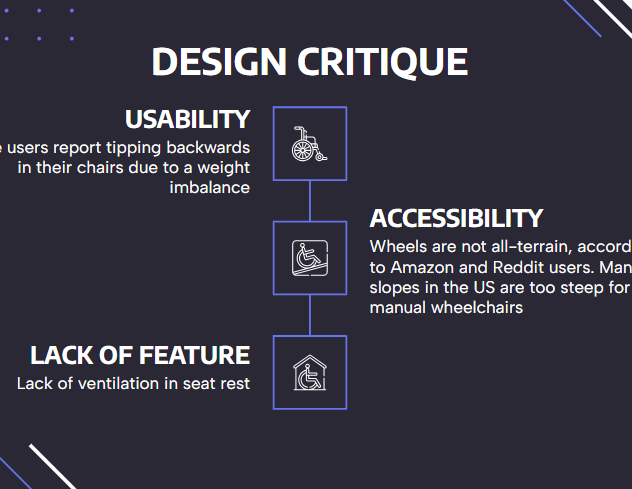 DESIGN CRITIQUE
USABILITY
users report tipping backwards
in their chairs due to a weight
imbalance
ACCESSIBILITY
Wheels are not all-terrain,
to Amazon and Reddit users.
slopes in the US are too steep for
manual wheelchairs
LACK OF FEATURE
Lack of ventilation in seat rest